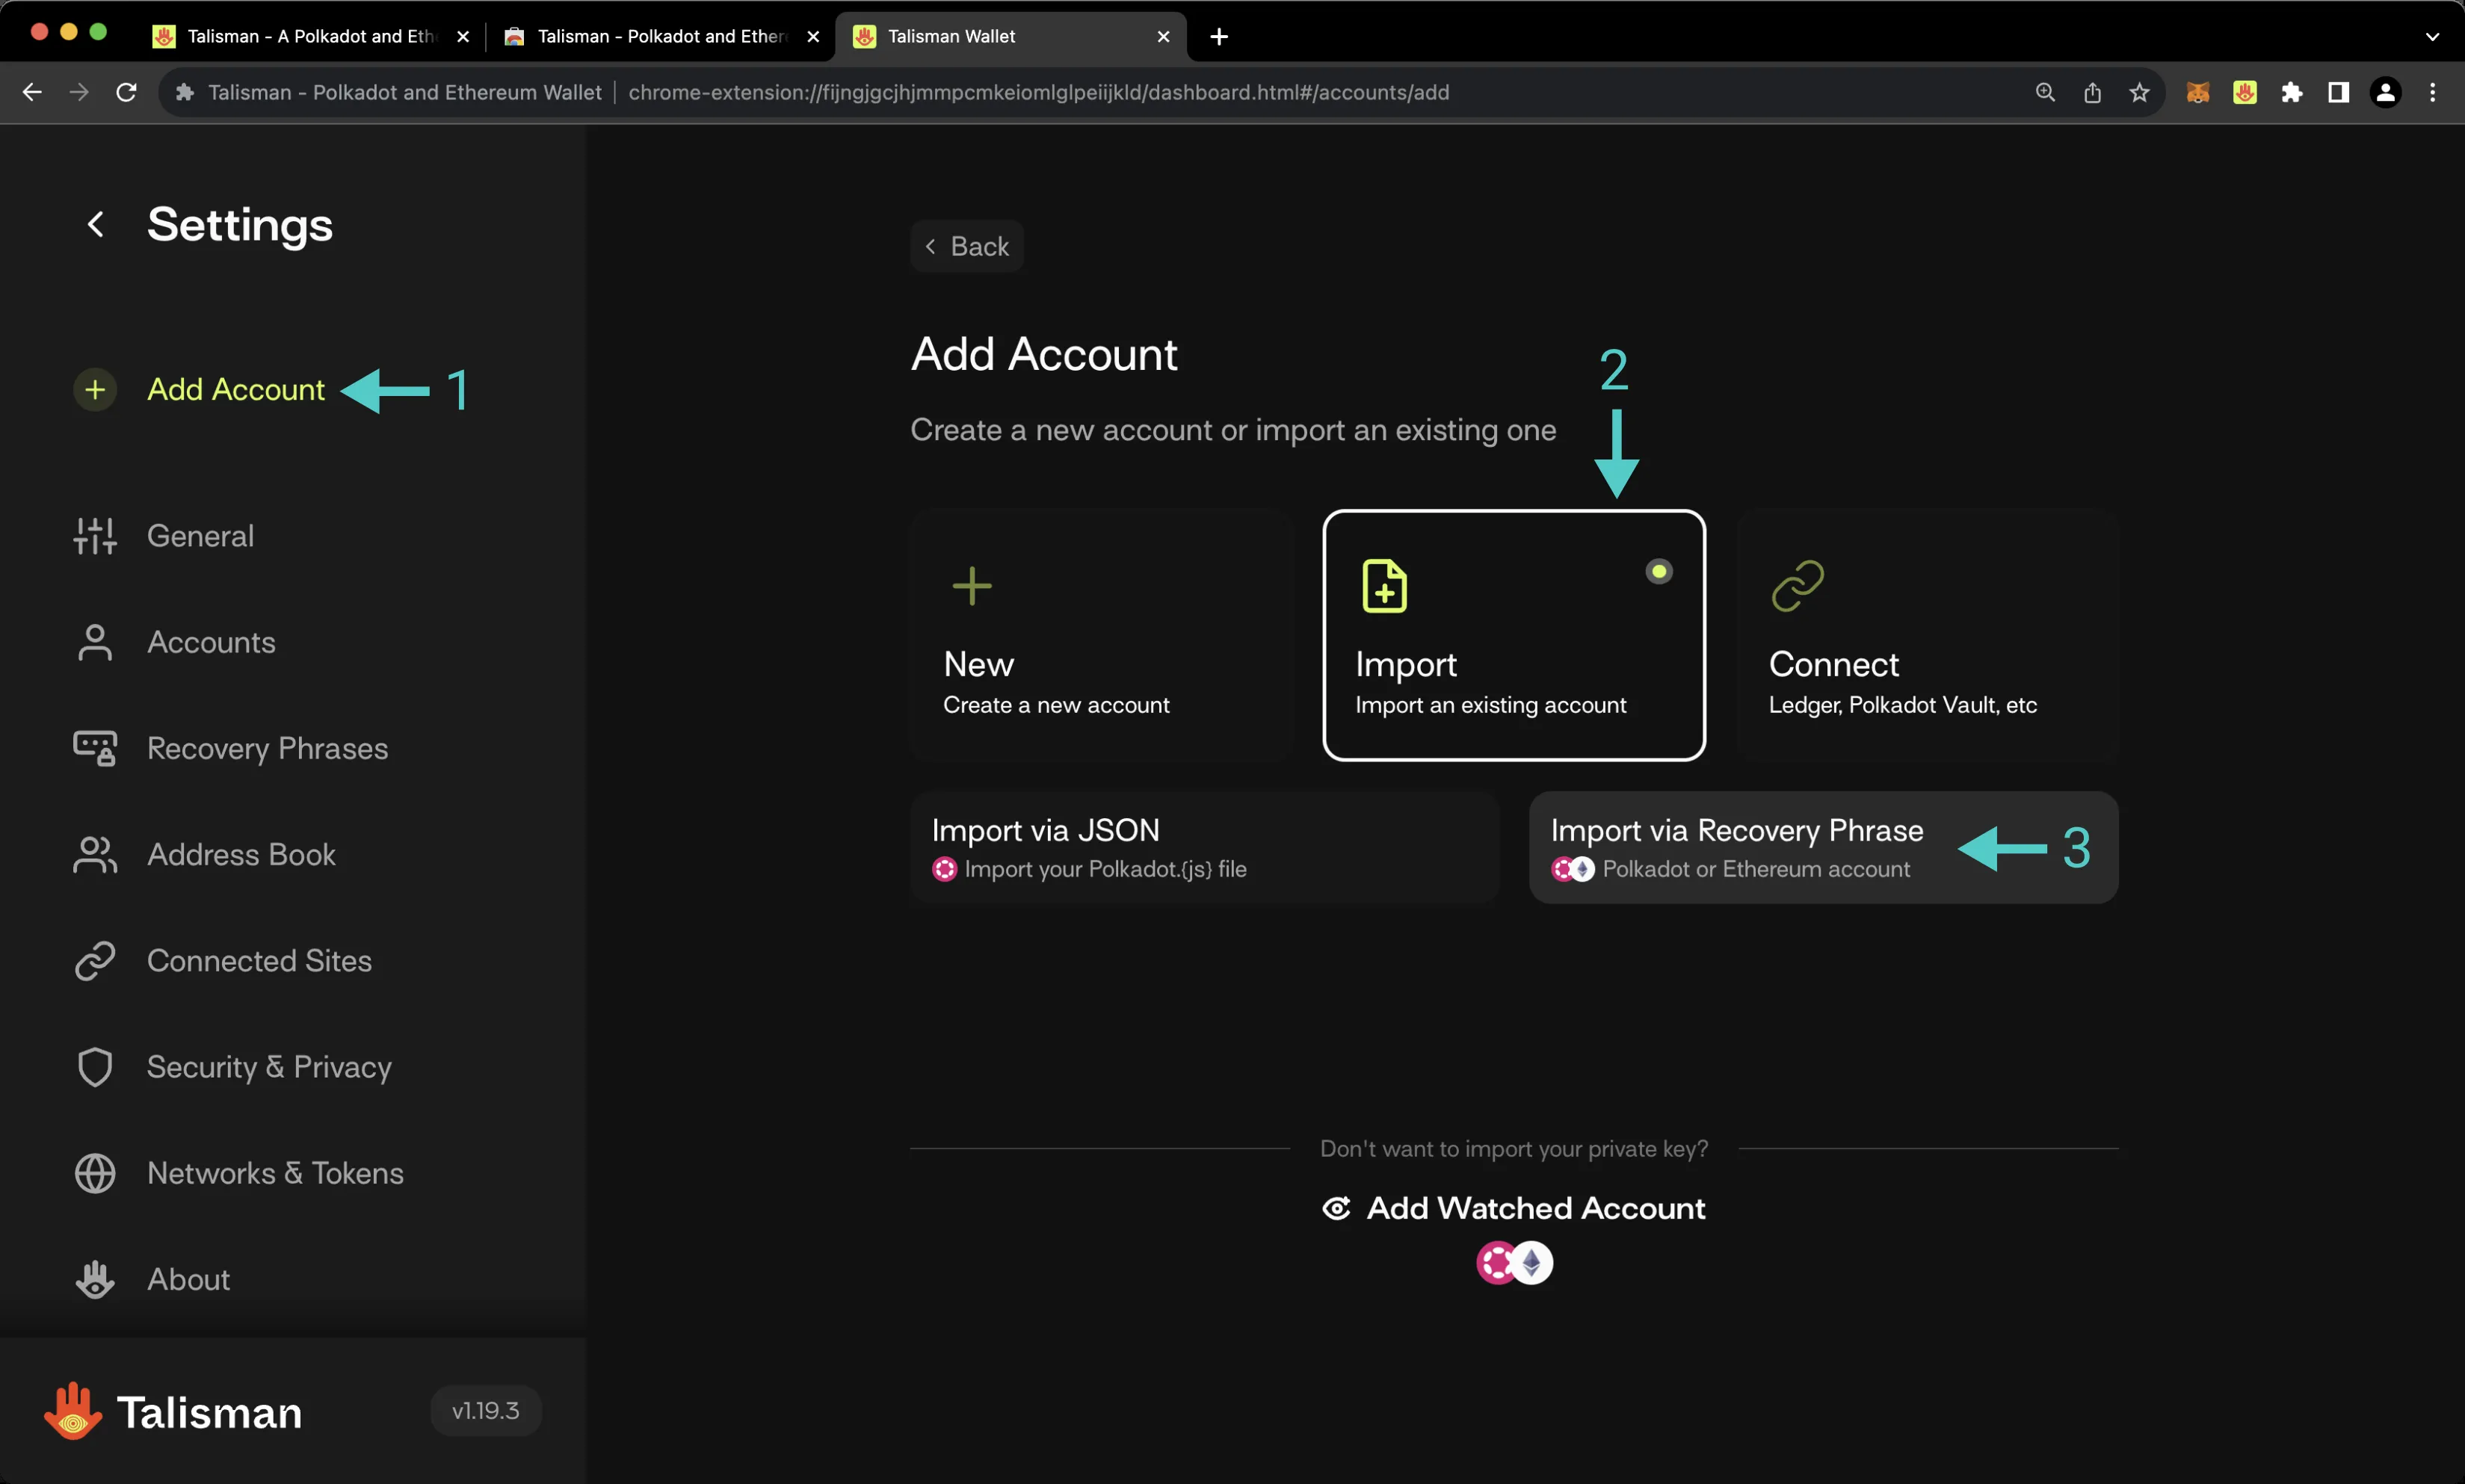 Talisman - A Polkadot and Eth
Talisman - Polkadot and Ether
Talisman Wallet
Talisman - Polkadot and Ethereum Wallet
chrome-extension://fijngjgcjhjmmpcmkeiomlglpeiijkld/dashboard.html#/accounts/add
Settings
Add Account
1
General
Accounts
Recovery Phrases
Address Book
Connected Sites
Security & Privacy
Networks & Tokens
About
Talisman
v1.19.3
Back
Add Account
Create a new account or import an existing one
2
New
Create a new account
Import
Import an existing account
Connect
Ledger, Polkadot Vault, etc
Import via JSON
Import your Polkadot.{js} file
Import via Recovery Phrase
Polkadot or Ethereum account
3
Don't want to import your private key?
Add Watched Account